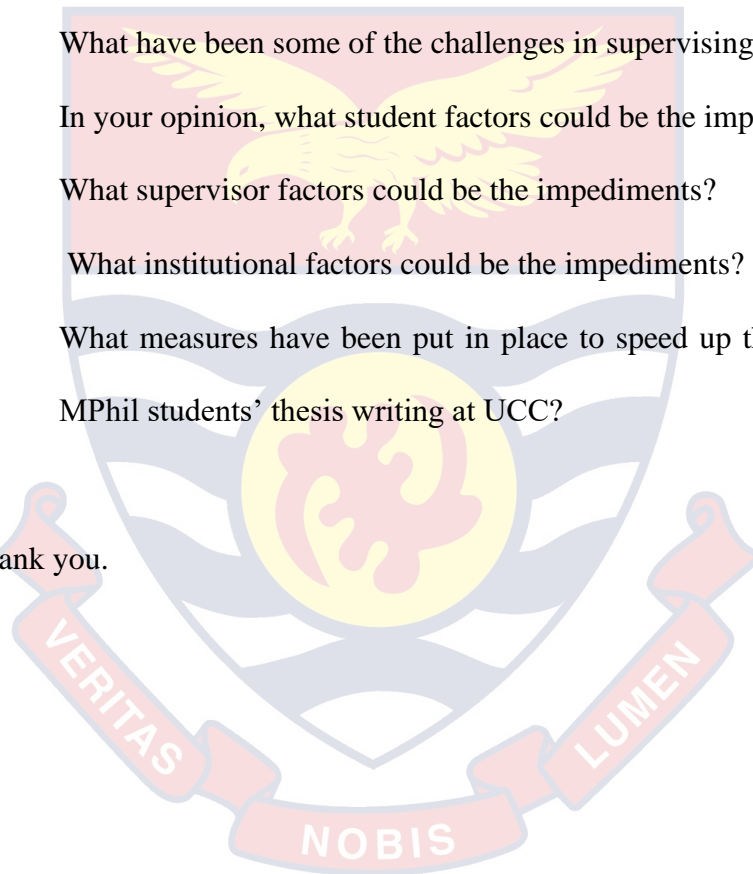 What have been some of the challenges in supervising
In your opinion, what student factors could be the imp
What supervisor factors could be the impediments?
What institutional factors could be the impediments?
What measures have been put in place to speed up t
MPhil students' thesis writing at UCC?
ank you.
VERITAS
NOBIS
LUMEN